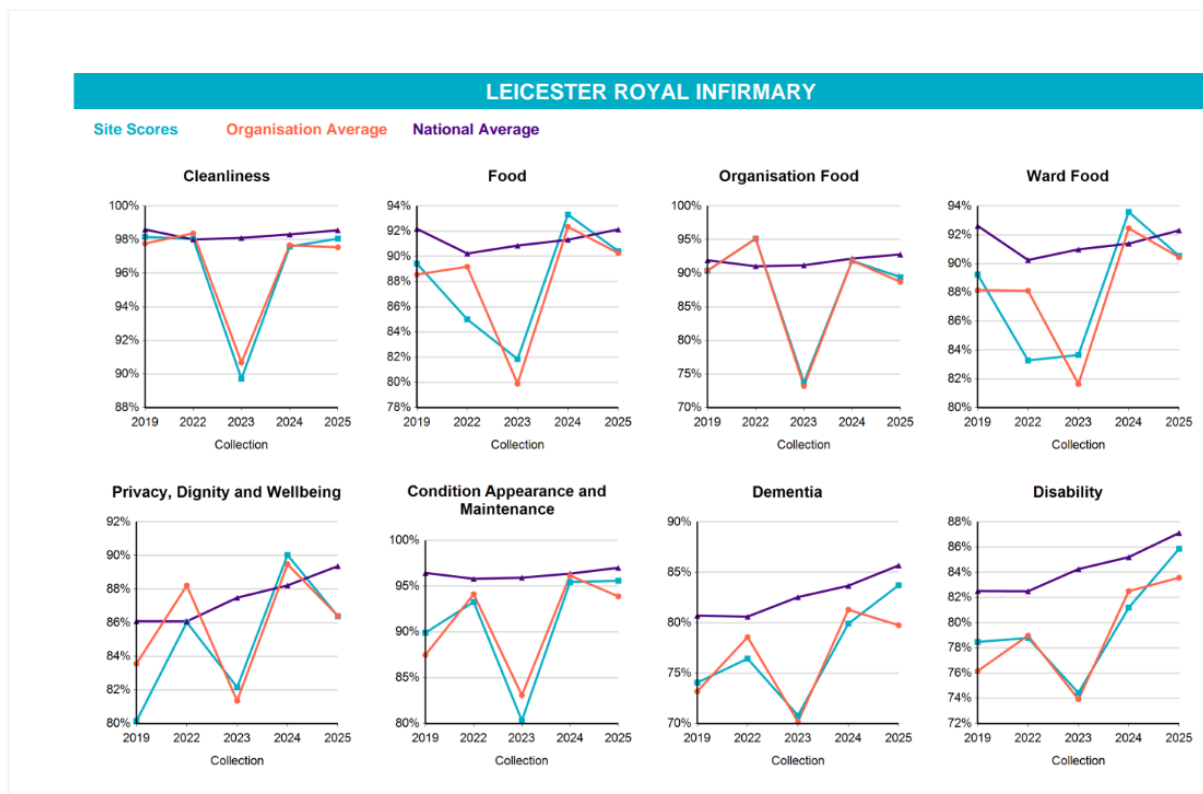 LEICESTER ROYAL INFIRMARY
Site Scores Organisation Average National Average
Cleanliness
100%
98%
96%
94%
92%
90%
88%
2019 2022 2023 2024 2025
Collection
Food
94%
92%
90%
88%
86%
84%
82%
80%
78%
2019 2022 2023 2024 2025
Collection
Organisation Food
100%
95%
90%
85%
80%
75%
70%
2019 2022 2023 2024 2025
Collection
Ward Food
94%
92%
90%
88%
86%
84%
82%
80%
2019 2022 2023 2024 2025
Collection
Privacy, Dignity and Wellbeing
92%
90%
88%
86%
84%
82%
80%
2019 2022 2023 2024 2025
Collection
Condition Appearance and
Maintenance
100%
95%
90%
85%
80%
2019 2022 2023 2024 2025
Collection
Dementia
90%
85%
80%
75%
70%
2019 2022 2023 2024 2025
Collection
Disability
88%
86%
84%
82%
80%
78%
76%
74%
72%
2019 2022 2023 2024 2025
Collection